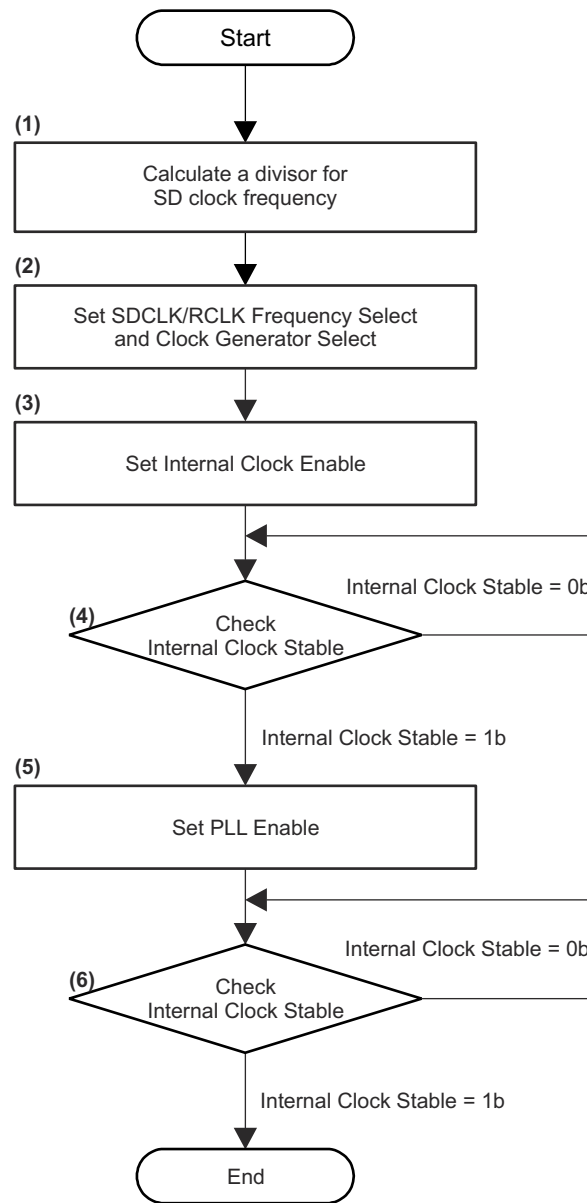 Start
(1)
Calculate a divisor for
SD clock frequency
(2)
Set SDCLK/RCLK Frequency Select
and Clock Generator Select
(3)
Set Internal Clock Enable
Internal Clock Stable = 0b
(4)
Check
Internal Clock Stable
Internal Clock Stable = 1b
(5)
Set PLL Enable
Internal Clock Stable = 0b
(6)
Check
Internal Clock Stable
Internal Clock Stable = 1b
End